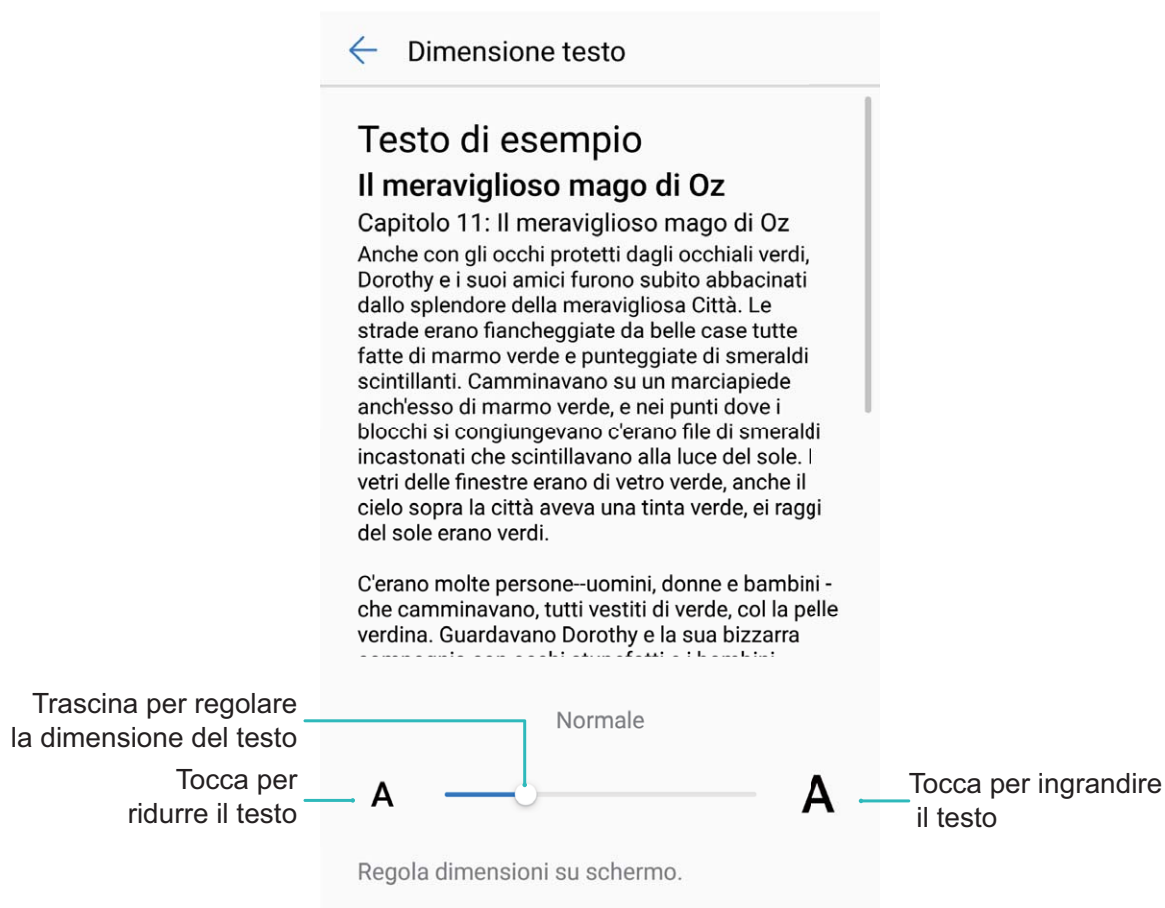 Dimensione testo
Testo di esempio
Il meraviglioso mago di Oz
Capitolo 11: Il meraviglioso mago di Oz
Anche con gli occhi protetti dagli occhiali verdi,
Dorothy e i suoi amici furono subito abbacinati
dallo splendore della meravigliosa Città. Le
strade erano fiancheggiate da belle case tutte
fatte di marmo verde e punteggiate di smeraldi
scintillanti. Camminavano su un marciapiede
anch'esso di marmo verde, e nei punti dove i
blocchi si congiungevano c'erano file di smeraldi
incastonati che scintillavano alla luce del sole. I
vetri delle finestre erano di vetro verde, anche il
cielo sopra la città aveva una tinta verde, ei raggi
del sole erano verdi.
C'erano molte persone--uomini, donne e bambini -
che camminavano, tutti vestiti di verde, col la pelle
verdina. Guardavano Dorothy e la sua bizzarra
Trascina per regolare
la dimensione del testo
Normale
Tocca per
ridurre il testo
A
A
Tocca per ingrandire
il testo
Regola dimensioni su schermo.